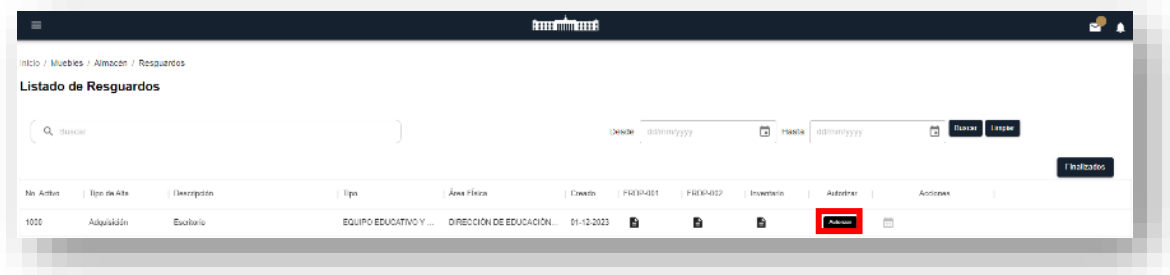 Inicio / Muebles / Almacén / Resguardos
Listado de Resguardos
Buscar
Desde dd/mm/yyyy Hasta dd/mm/yyyy Buscar Limpiar
Finalizados
No. Activo Tipo de Alta Descripción Tipo Área Física Creado FRDP-001 FRDP-002 Inventario Autorizar Acciones
1000 Adquisición Escritorio EQUIPO EDUCATIVO Y ... DIRECCIÓN DE EDUCACIÓN... 01-12-2023 Autorizar